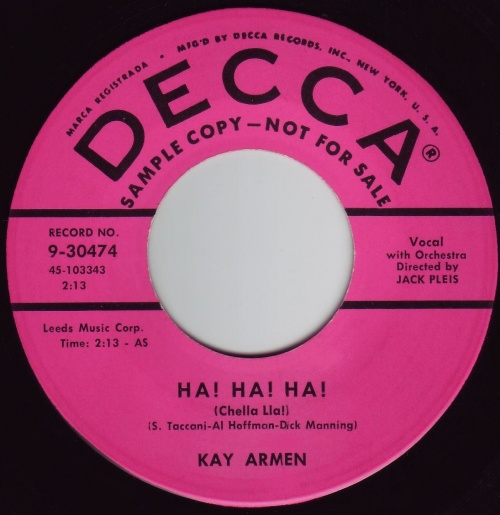 MARCA REGISTRADA • MFG'D BY DECCA RECORDS, INC., NEW YORK, U. S. A.
DECCA®
SAMPLE COPY—NOT FOR SALE
RECORD NO.
9-30474
45-103343
2:13
Vocal
with Orchestra
Directed by
JACK PLEIS
Leeds Music Corp.
Time: 2:13 - AS
HA! HA! HA!
(Chella Lla!)
(S. Taccani-Al Hoffman-Dick Manning)
KAY ARMEN